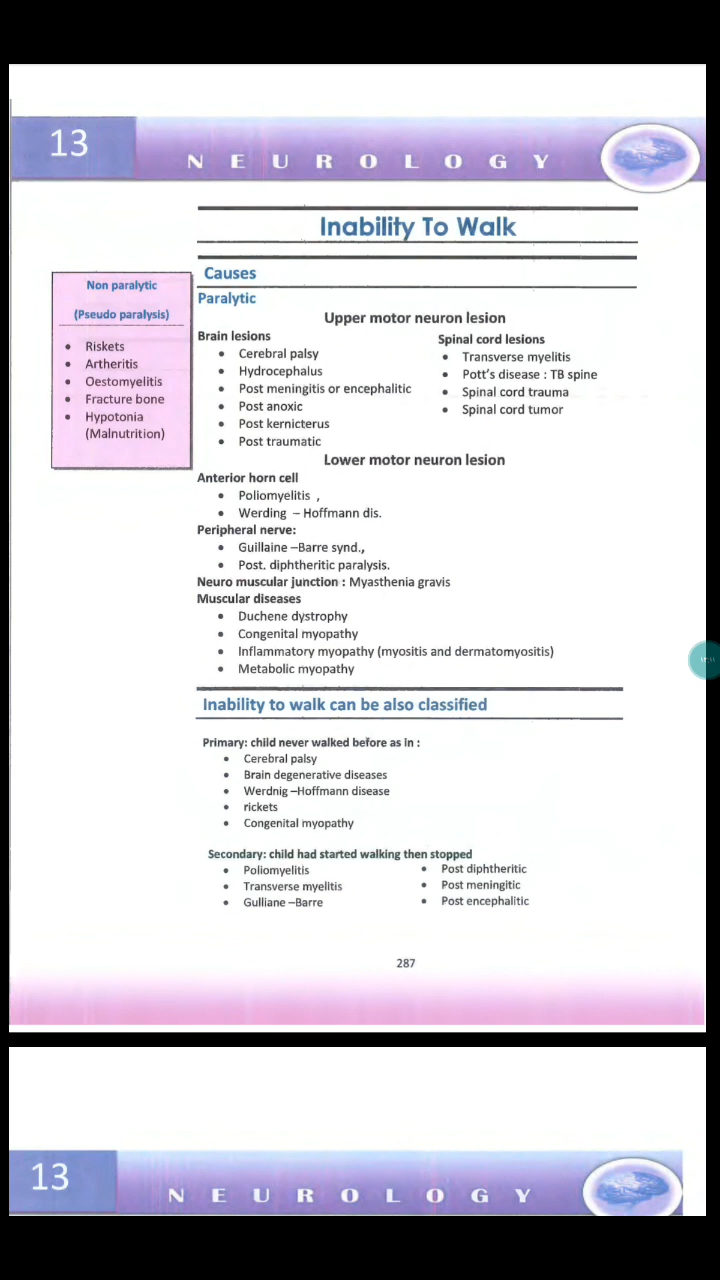 13
NEUROLOGY
Inability To Walk
Causes
Non paralytic
(Pseudo paralysis)
• Riskets
• Artheritis
• Oestomyelitis
• Fracture bone
• Hypotonia
(Malnutrition)
Paralytic
Upper motor neuron lesion
Brain lesions
• Cerebral palsy
• Hydrocephalus
• Post meningitis or encephalitic
• Post anoxic
• Post kernicterus
• Post traumatic
Spinal cord lesions
• Transverse myelitis
• Pott's disease : TB spine
• Spinal cord trauma
• Spinal cord tumor
Lower motor neuron lesion
Anterior horn cell
• Poliomyelitis ,
• Werding – Hoffmann dis.
Peripheral nerve:
• Guillaine –Barre synd.,
• Post. diphtheritic paralysis.
Neuro muscular junction : Myasthenia gravis
Muscular diseases
• Duchene dystrophy
• Congenital myopathy
• Inflammatory myopathy (myositis and dermatomyositis)
• Metabolic myopathy
Inability to walk can be also classified
Primary: child never walked before as in :
• Cerebral palsy
• Brain degenerative diseases
• Werdnig –Hoffmann disease
• rickets
• Congenital myopathy
Secondary: child had started walking then stopped
• Poliomyelitis
• Transverse myelitis
• Gulliane –Barre
• Post diphtheritic
• Post meningitic
• Post encephalitic
287
13
NEUROLOGY